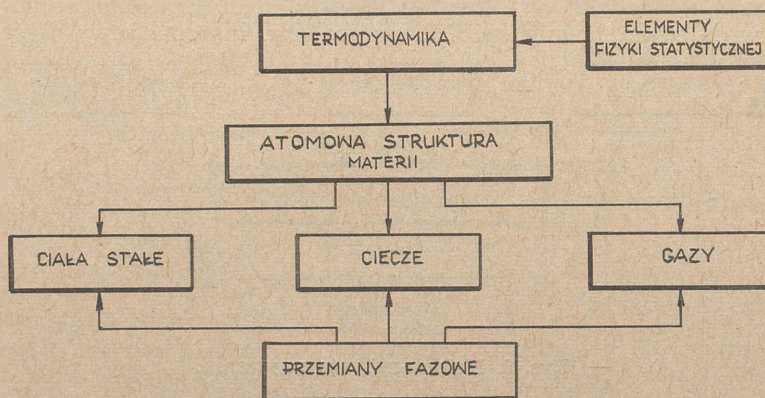 TERMODYNAMIKA
ELEMENTY
FIZYKI STATYSTYCZNEJ
ATOMOWA STRUKTURA
MATERII
CIAŁA STAŁE
CIECZE
GAZY
PRZEMIANY FAZOWE